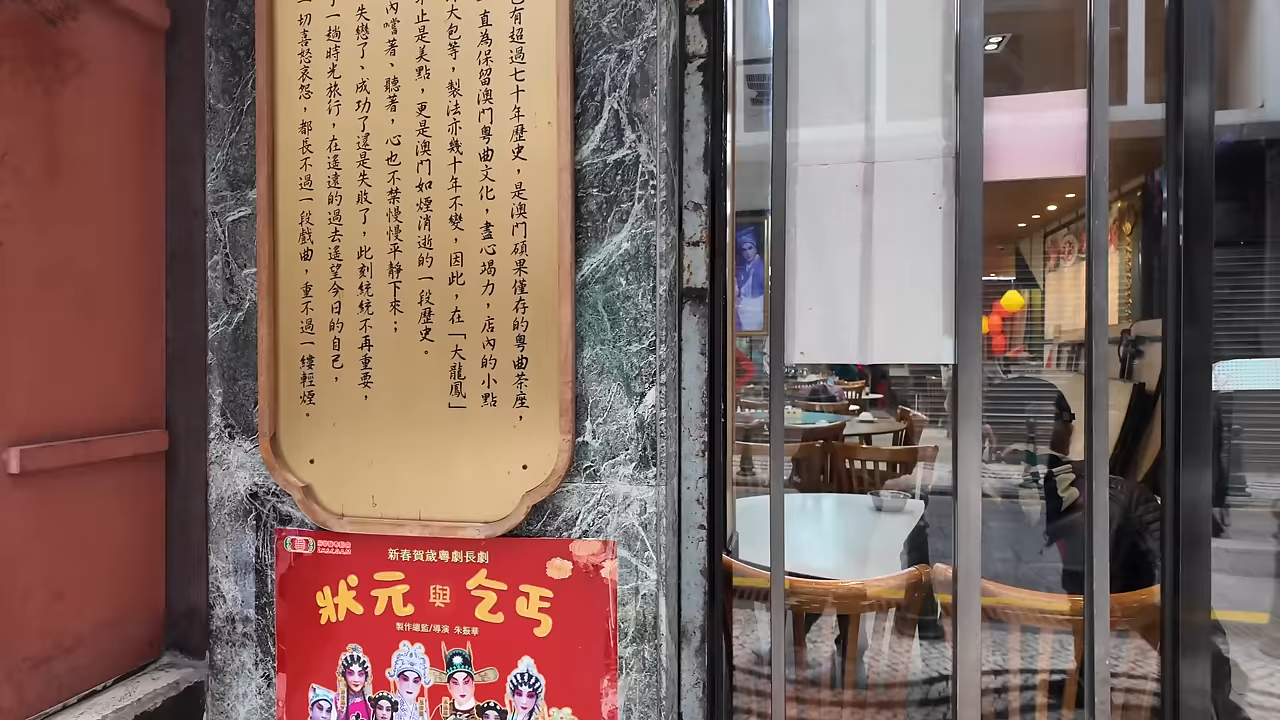 也有超過七十年歷史，是澳門碩果僅存的粵曲茶座，
一直為保留澳門粵曲文化，盡心竭力，店內的小點
大包等，製法亦幾十年不變，因此，在「大龍鳳」
不止是美點，更是澳門如煙消逝的一段歷史。
內嚐著、聽著，心也不禁慢慢平靜下來；
失戀了、成功了還是失敗了，此刻統統不再重要，
一趟時光旅行，在遙遠的過去遙望今日的自己，
一切喜怒哀怨，都長不過一段戲曲，重不過一縷輕煙。
新春賀歲粵劇長劇
狀元與乞丐
製作總監/導演 朱振華